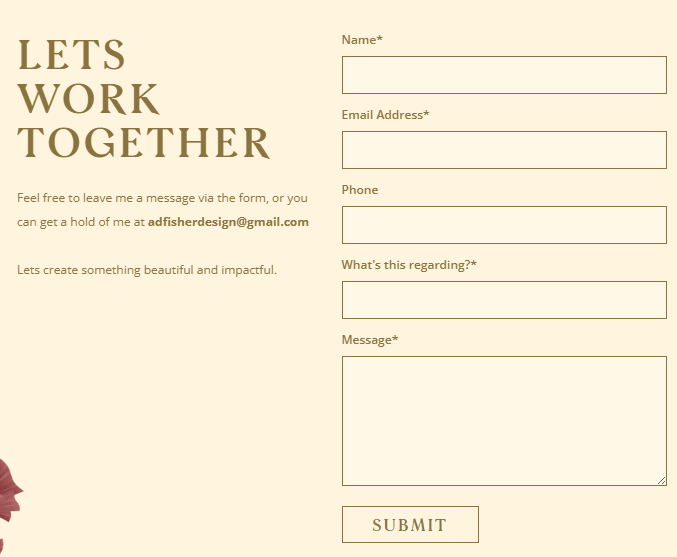 LETS
WORK
TOGETHER
Feel free to leave me a message via the form, or you
can get a hold of me at adfisherdesign@gmail.com
Lets create something beautiful and impactful.
Name*
Email Address*
Phone
What's this regarding?*
Message*
SUBMIT